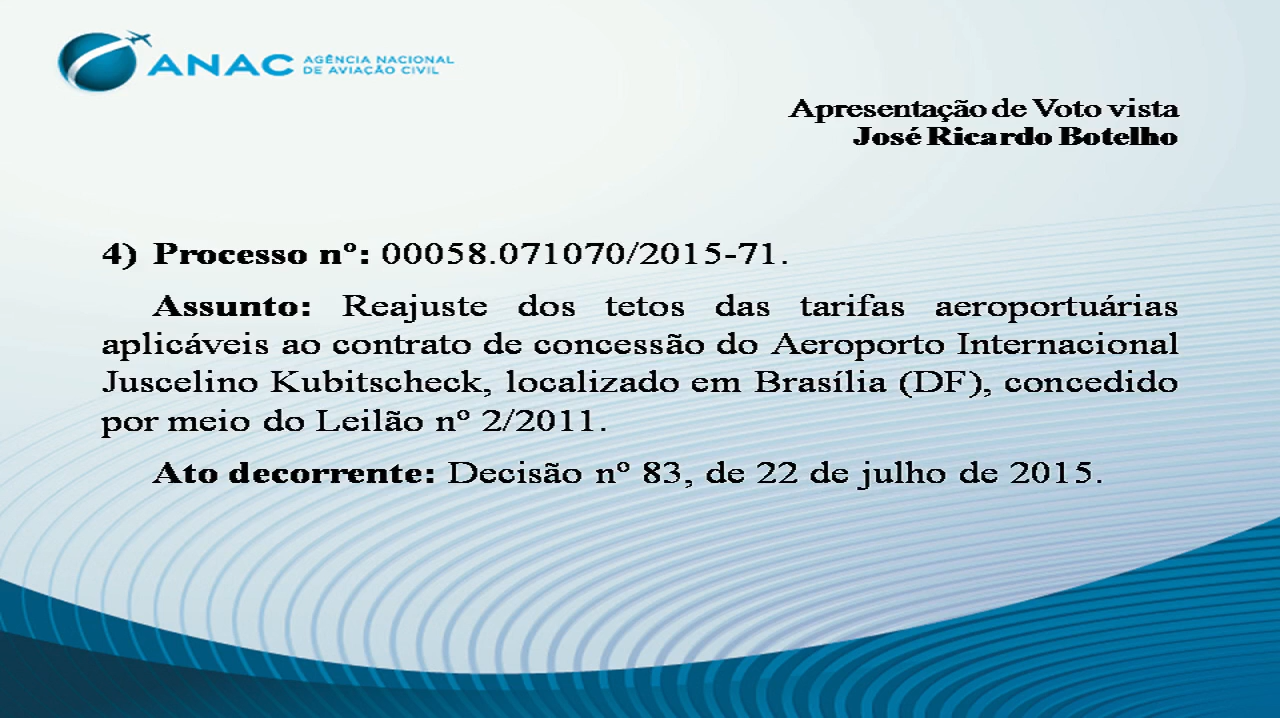 ANAC AGÊNCIA NACIONAL
DE AVIAÇÃO CIVIL
Apresentação de Voto vista
José Ricardo Botelho
4) Processo nº: 00058.071070/2015-71.
Assunto: Reajuste dos tetos das tarifas aeroportuárias
aplicáveis ao contrato de concessão do Aeroporto Internacional
Juscelino Kubitscheck, localizado em Brasília (DF), concedido
por meio do Leilão nº 2/2011.
Ato decorrente: Decisão nº 83, de 22 de julho de 2015.